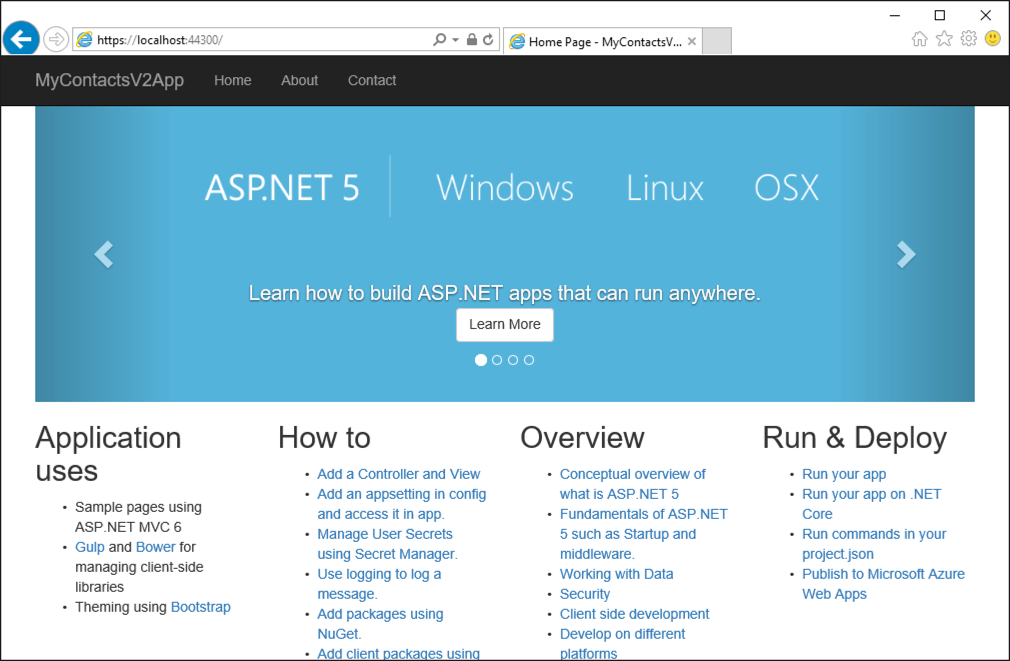 https://localhost:44300/
Home Page - MyContactsV...
MyContactsV2App Home About Contact
ASP.NET 5 Windows Linux OSX
Learn how to build ASP.NET apps that can run anywhere.
Learn More
Application
uses
• Sample pages using
ASP.NET MVC 6
• Gulp and Bower for
managing client-side
libraries
• Theming using Bootstrap
How to
• Add a Controller and View
• Add an appsetting in config
and access it in app.
• Manage User Secrets
using Secret Manager.
• Use logging to log a
message.
• Add packages using
NuGet.
• Add client packages using
Overview
• Conceptual overview of
what is ASP.NET 5
• Fundamentals of ASP.NET
5 such as Startup and
middleware.
• Working with Data
• Security
• Client side development
• Develop on different
platforms
Run & Deploy
• Run your app
• Run your app on .NET
Core
• Run commands in your
project.json
• Publish to Microsoft Azure
Web Apps